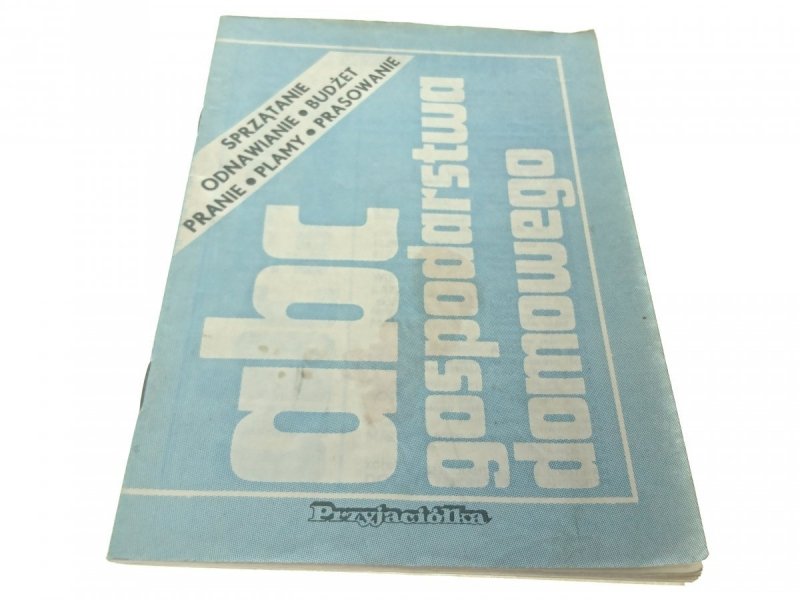 SPRZĄTANIE
ODNAWIANIE • BUDŻET
PRANIE • PLAMY • PRASOWANIE
abc
gospodarstwa
domowego
Przyjaciółka